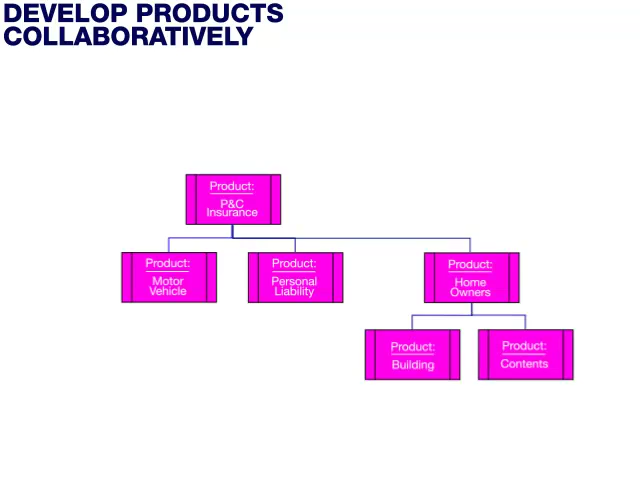 DEVELOP PRODUCTS
COLLABORATIVELY
Product:
P&C
Insurance
Product:
Motor
Vehicle
Product:
Personal
Liability
Product:
Home
Owners
Product:
Building
Product:
Contents